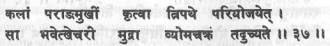 कलां पराङ्मुखीं कृत्वा त्रिपथे परियोजयेत् ।
सा भवेत्खेचरी मुद्रा व्योमचक्रं तदुच्यते ॥ ३७ ॥